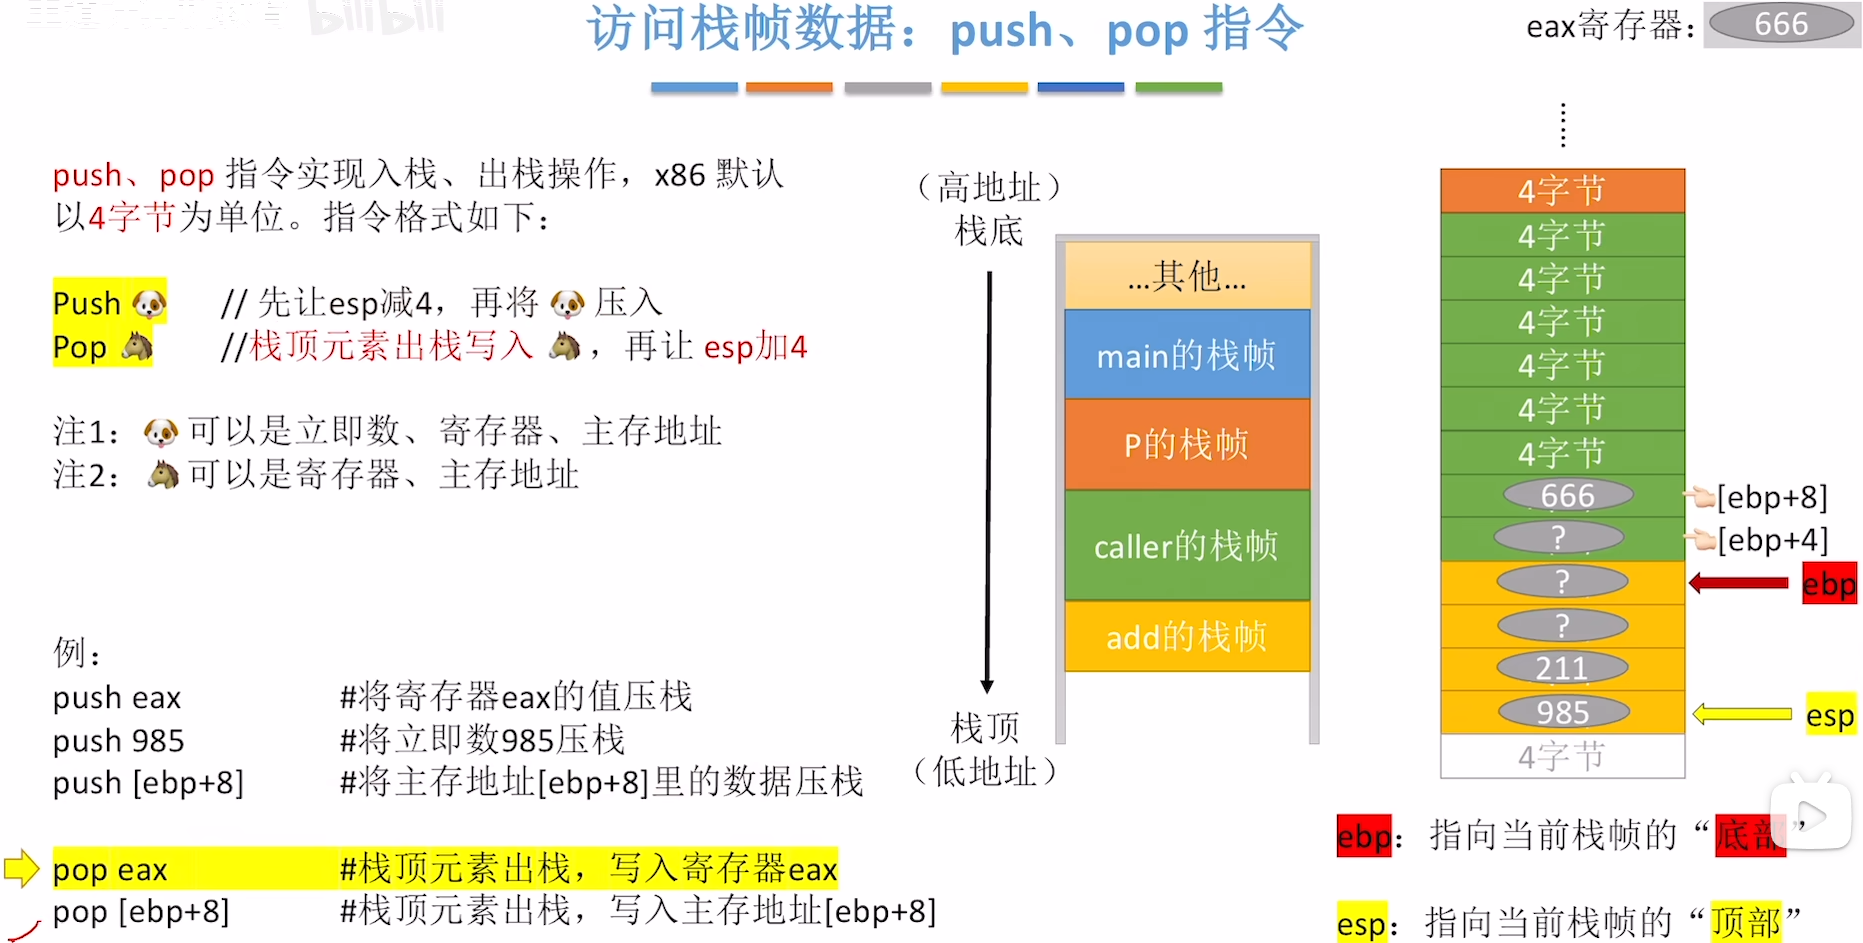 访问栈帧数据：push、pop 指令
eax寄存器：666
push、pop 指令实现入栈、出栈操作，x86 默认
以4字节为单位。指令格式如下：
Push 🐶 // 先让esp减4，再将 🐶 压入
Pop 🐴 //栈顶元素出栈写入 🐴 ，再让 esp加4
注1： 🐶 可以是立即数、寄存器、主存地址
注2： 🐴 可以是寄存器、主存地址
例：
push eax #将寄存器eax的值压栈
push 985 #将立即数985压栈
push [ebp+8] #将主存地址[ebp+8]里的数据压栈
pop eax #栈顶元素出栈，写入寄存器eax
pop [ebp+8] #栈顶元素出栈，写入主存地址[ebp+8]
（高地址）
栈底
...其他...
main的栈帧
P的栈帧
caller的栈帧
add的栈帧
栈顶
（低地址）
4字节
4字节
4字节
4字节
4字节
4字节
4字节
666 [ebp+8]
? [ebp+4]
? ebp
?
211
985 esp
4字节
ebp： 指向当前栈帧的“底部”
esp： 指向当前栈帧的“顶部”
bilibili